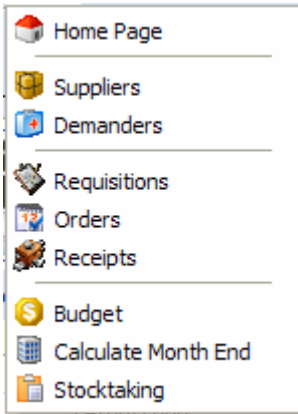 Home Page
Suppliers
Demanders
Requisitions
Orders
Receipts
Budget
Calculate Month End
Stocktaking